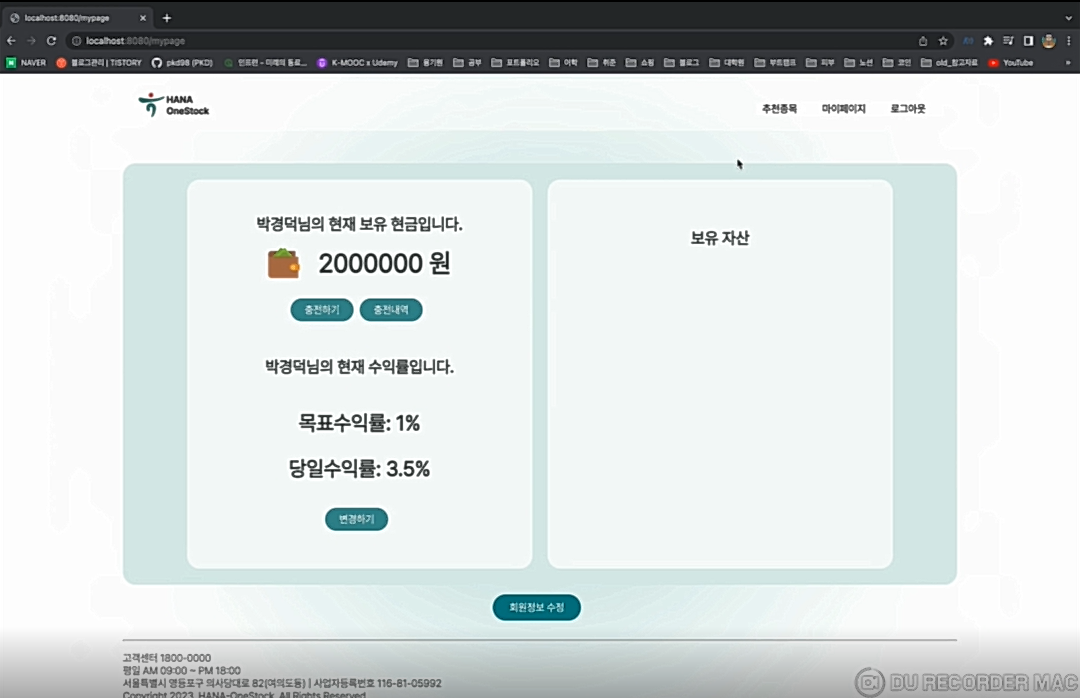 localhost:8080/mypage
localhost:8080/mypage
NAVER 블로그관리 | TISTORY pkd98 (PKD) 인프런 - 미래의 동료... K-MOOC x Udemy 용기원 공부 포트폴리오 어학 취준 쇼핑 블로그 대학원 부트캠프 피부 노션 코인 old_참고자료 YouTube »
HANA
OneStock
추천종목 마이페이지 로그아웃
박경덕님의 현재 보유 현금입니다.
2000000 원
충전하기 충전내역
박경덕님의 현재 수익률입니다.
목표수익률: 1%
당일수익률: 3.5%
변경하기
보유 자산
회원정보 수정
고객센터 1800-0000
평일 AM 09:00 ~ PM 18:00
서울특별시 영등포구 의사당대로 82(여의도동) | 사업자등록번호 116-81-05992
Copyright 2023. HANA-OneStock. All Rights Reserved
DU RECORDER MAC